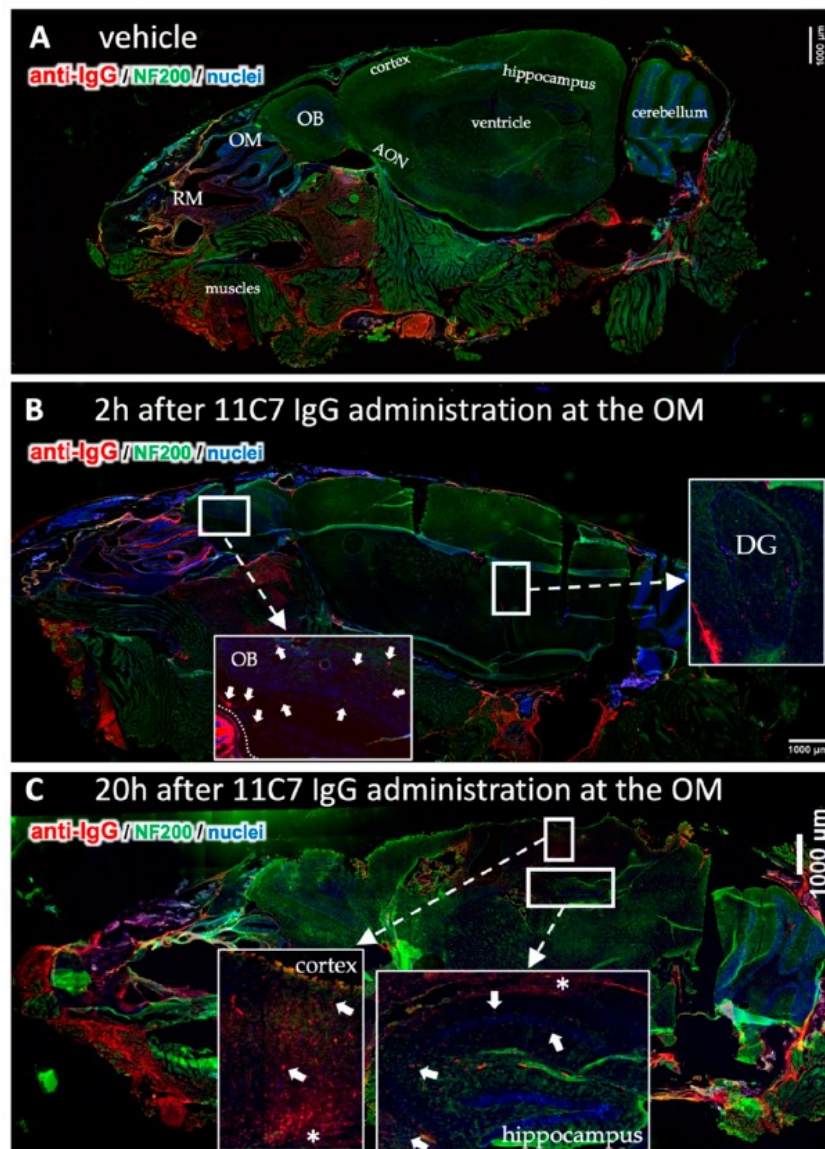 A vehicle
anti-IgG / NF200 / nuclei
1000 µm
cortex
hippocampus
OB
ventricle
cerebellum
OM
AON
RM
muscles
B 2h after 11C7 IgG administration at the OM
anti-IgG / NF200 / nuclei
DG
OB
1000 µm
C 20h after 11C7 IgG administration at the OM
anti-IgG / NF200 / nuclei
1000 µm
cortex
*
*
hippocampus